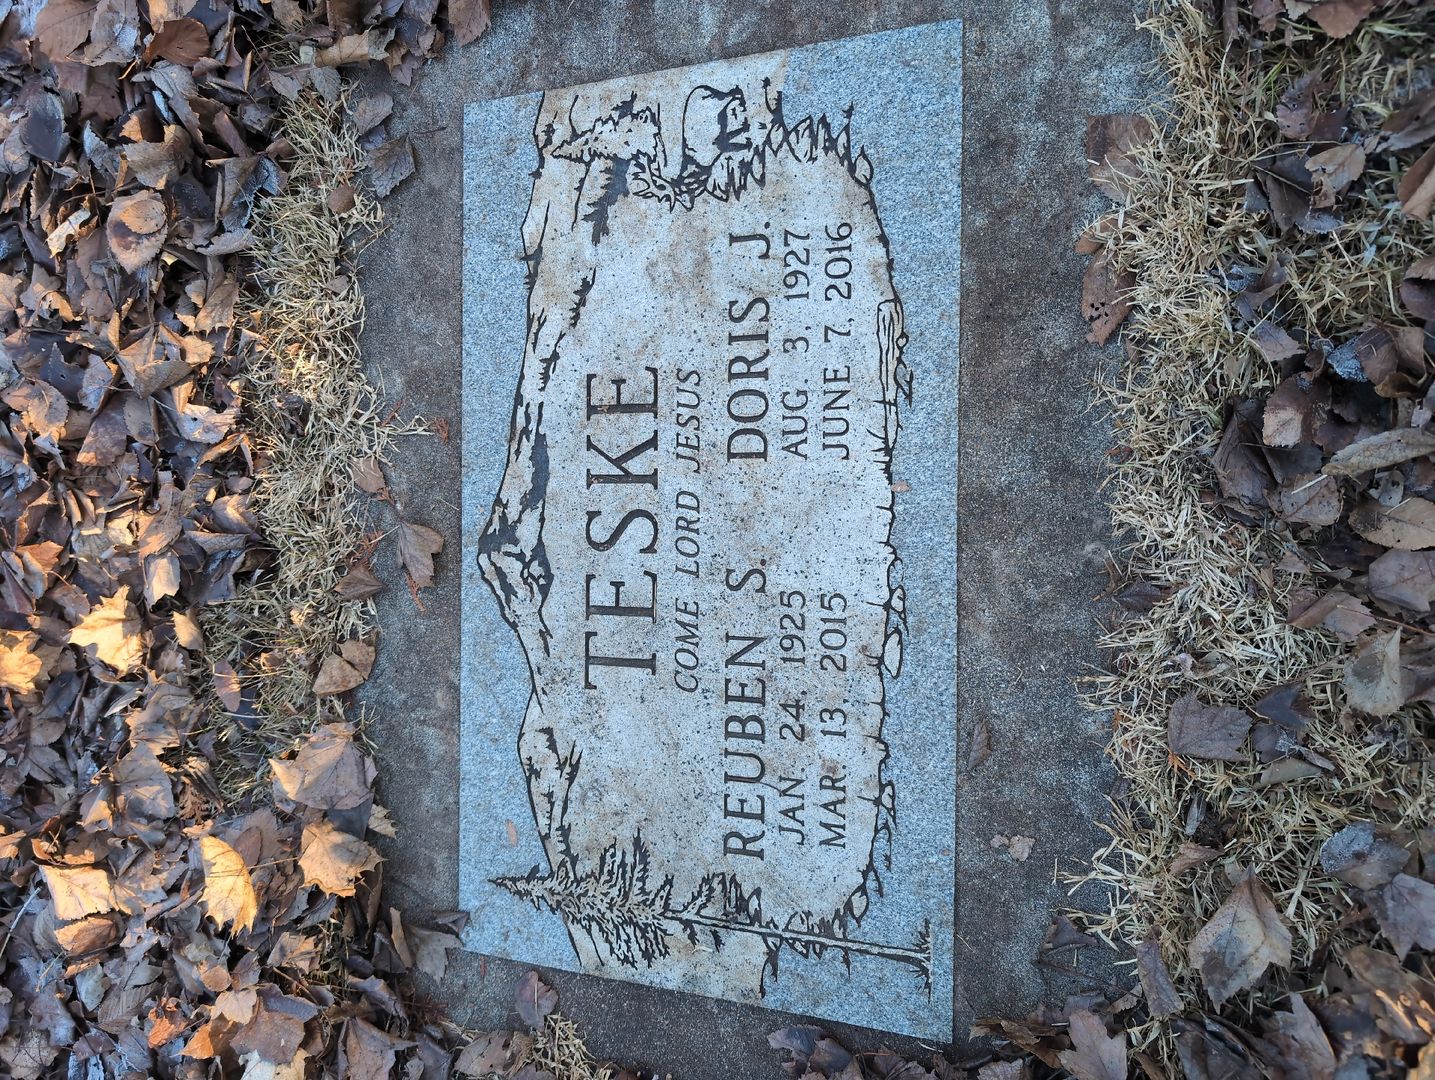 TESKE
COME LORD JESUS
REUBEN S. DORIS J.
JAN. 24, 1925 AUG. 3, 1927
MAR. 13, 2015 JUNE 7, 2016